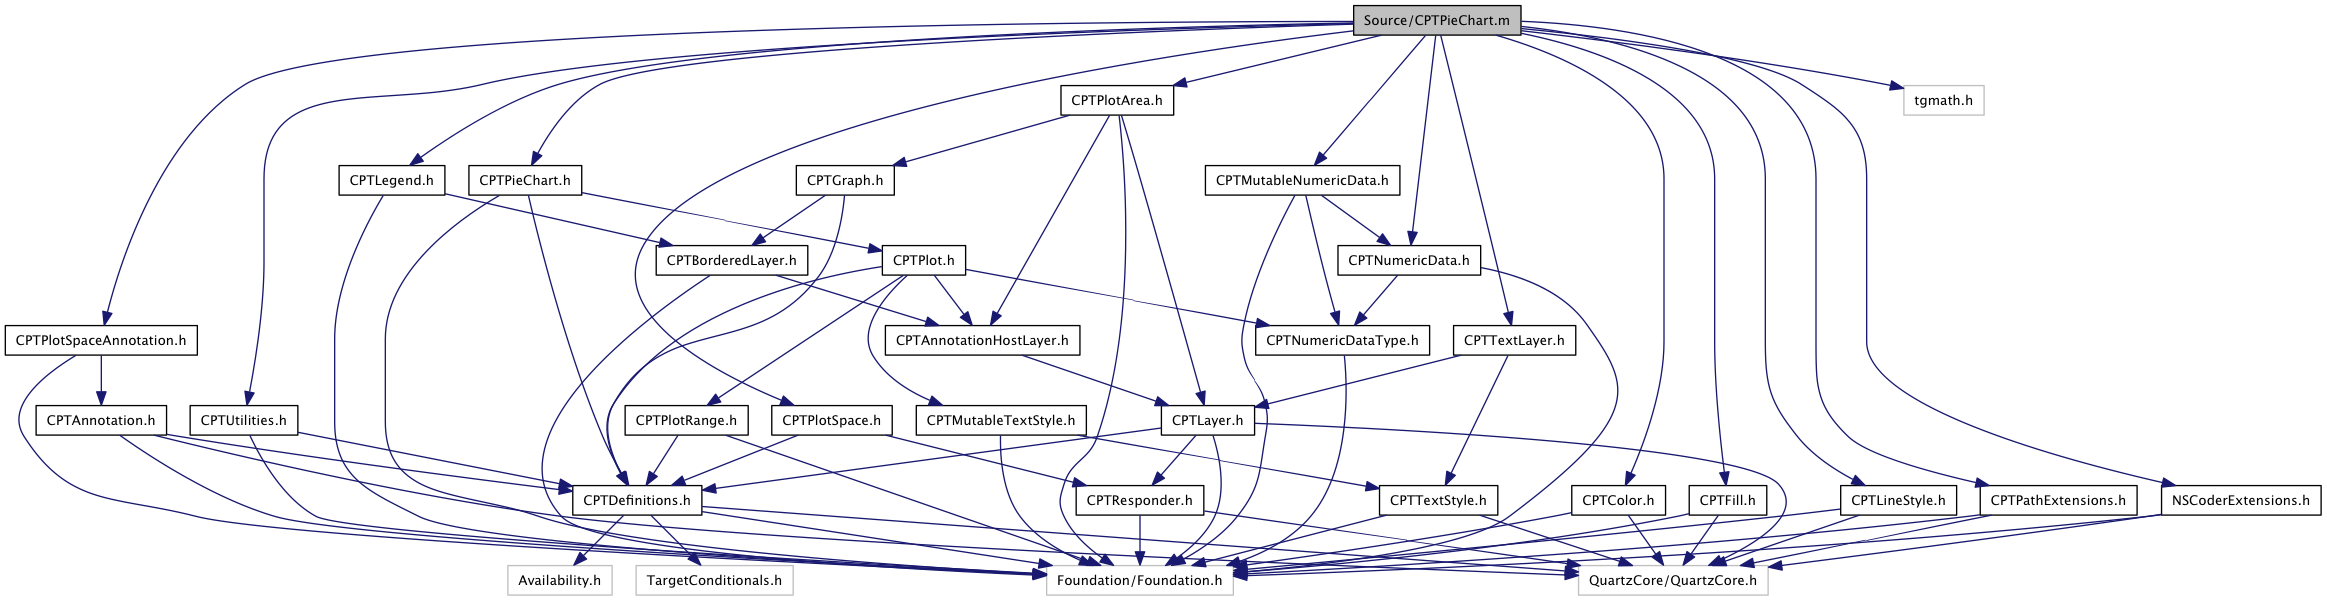 Source/CPTPieChart.m
CPTPlotArea.h
tgmath.h
CPTLegend.h
CPTPieChart.h
CPTGraph.h
CPTMutableNumericData.h
CPTBorderedLayer.h
CPTPlot.h
CPTNumericData.h
CPTPlotSpaceAnnotation.h
CPTAnnotationHostLayer.h
CPTNumericDataType.h
CPTTextLayer.h
CPTAnnotation.h
CPTUtilities.h
CPTPlotRange.h
CPTPlotSpace.h
CPTMutableTextStyle.h
CPTLayer.h
CPTDefinitions.h
CPTResponder.h
CPTTextStyle.h
CPTColor.h
CPTFill.h
CPTLineStyle.h
CPTPathExtensions.h
NSCoderExtensions.h
Availability.h
TargetConditionals.h
Foundation/Foundation.h
QuartzCore/QuartzCore.h